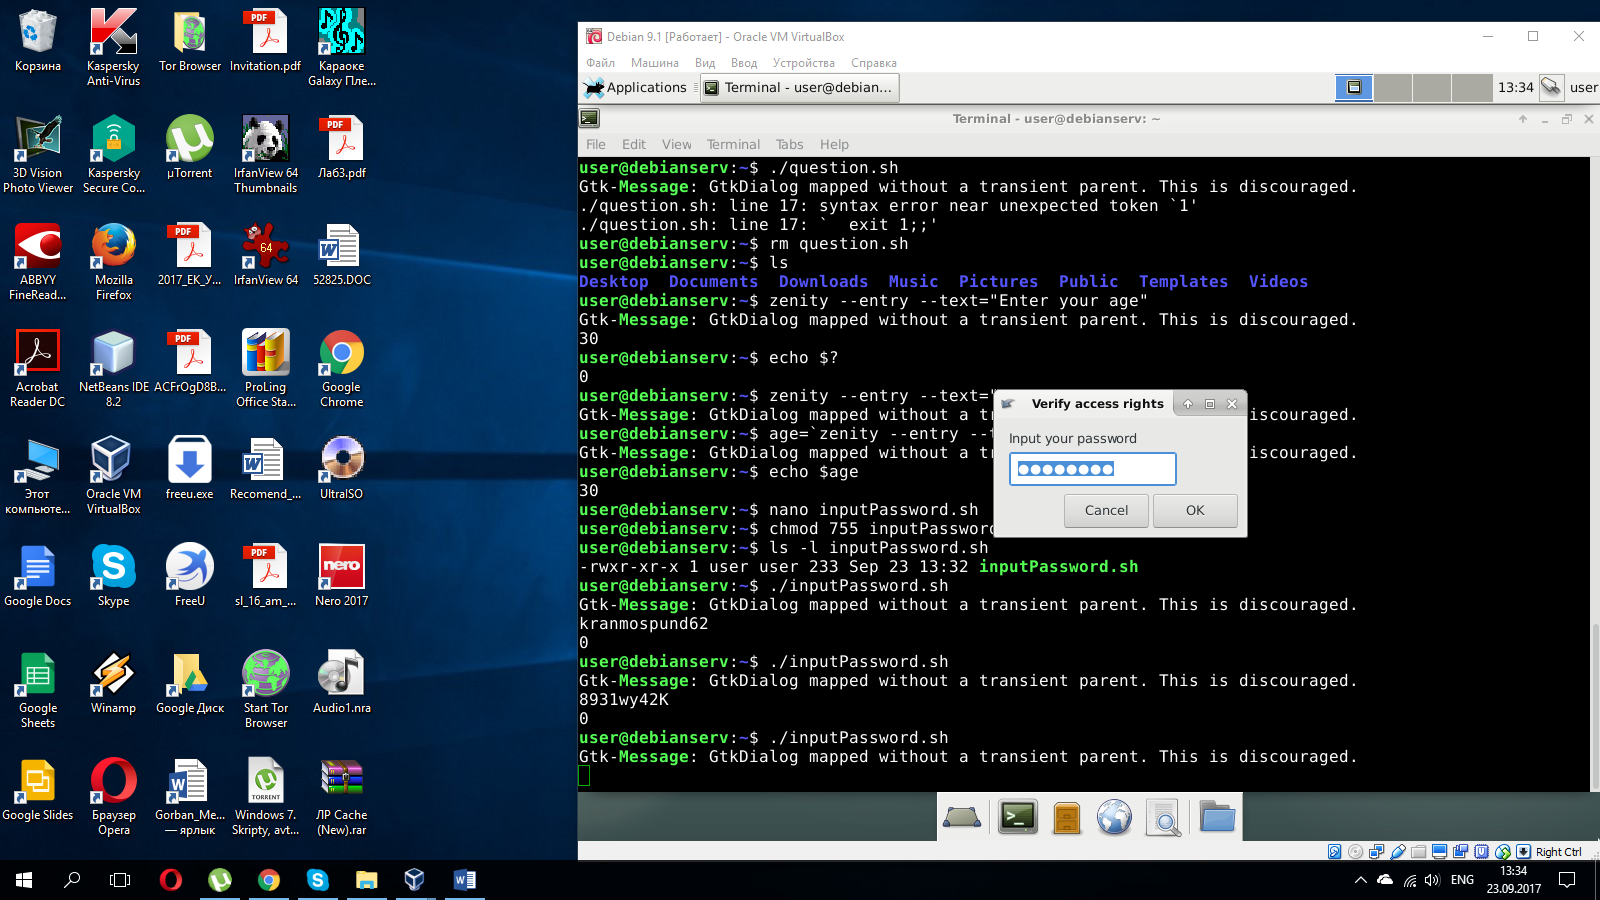 Корзина
Kaspersky
Anti-Virus
Tor Browser
PDF
Invitation.pdf
Караоке
Galaxy Пле...
3D Vision
Photo Viewer
Kaspersky
Secure Co...
µTorrent
IrfanView 64
Thumbnails
PDF
Ла63.pdf
ABBYY
FineRead...
Mozilla
Firefox
PDF
2017_EK_У...
64
IrfanView 64
52825.DOC
Acrobat
Reader DC
NetBeans IDE
8.2
PDF
ACFrOgD8B...
ProLing
Office Sta...
Google
Chrome
Этот
компьюте...
Oracle VM
VirtualBox
freeu.exe
Recomend_...
UltraISO
Google Docs
Skype
FreeU
PDF
sl_16_am_...
nero
Nero 2017
Google
Sheets
Winamp
Google Диск
Start Tor
Browser
Audio1.nra
Google Slides
Браузер
Opera
Gorban_Me...
— ярлык
TORRENT
Windows 7.
Skripty, avt...
ЛР Cache
(New).rar
Debian 9.1 [Работает] - Oracle VM VirtualBox
Файл Машина Вид Ввод Устройства Справка
Applications Terminal - user@debian... 13:34 user
Terminal - user@debianserv: ~
File Edit View Terminal Tabs Help
user@debianserv:~$ ./question.sh
Gtk-Message: GtkDialog mapped without a transient parent. This is discouraged.
./question.sh: line 17: syntax error near unexpected token `1'
./question.sh: line 17: `   exit 1;;'
user@debianserv:~$ rm question.sh
user@debianserv:~$ ls
Desktop Documents Downloads Music Pictures Public Templates Videos
user@debianserv:~$ zenity --entry --text="Enter your age"
Gtk-Message: GtkDialog mapped without a transient parent. This is discouraged.
30
user@debianserv:~$ echo $?
0
user@debianserv:~$ zenity --entry --text="
Gtk-Message: GtkDialog mapped without a tr scouraged.
user@debianserv:~$ age=`zenity --entry --t
Gtk-Message: GtkDialog mapped without a tr scouraged.
user@debianserv:~$ echo $age
30
user@debianserv:~$ nano inputPassword.sh
user@debianserv:~$ chmod 755 inputPassword
user@debianserv:~$ ls -l inputPassword.sh
-rwxr-xr-x 1 user user 233 Sep 23 13:32 inputPassword.sh
user@debianserv:~$ ./inputPassword.sh
Gtk-Message: GtkDialog mapped without a transient parent. This is discouraged.
kranmospund62
0
user@debianserv:~$ ./inputPassword.sh
Gtk-Message: GtkDialog mapped without a transient parent. This is discouraged.
8931wy42K
0
user@debianserv:~$ ./inputPassword.sh
Gtk-Message: GtkDialog mapped without a transient parent. This is discouraged.
Verify access rights
Input your password
●●●●●●●●
Cancel OK
Right Ctrl
ENG
13:34
23.09.2017